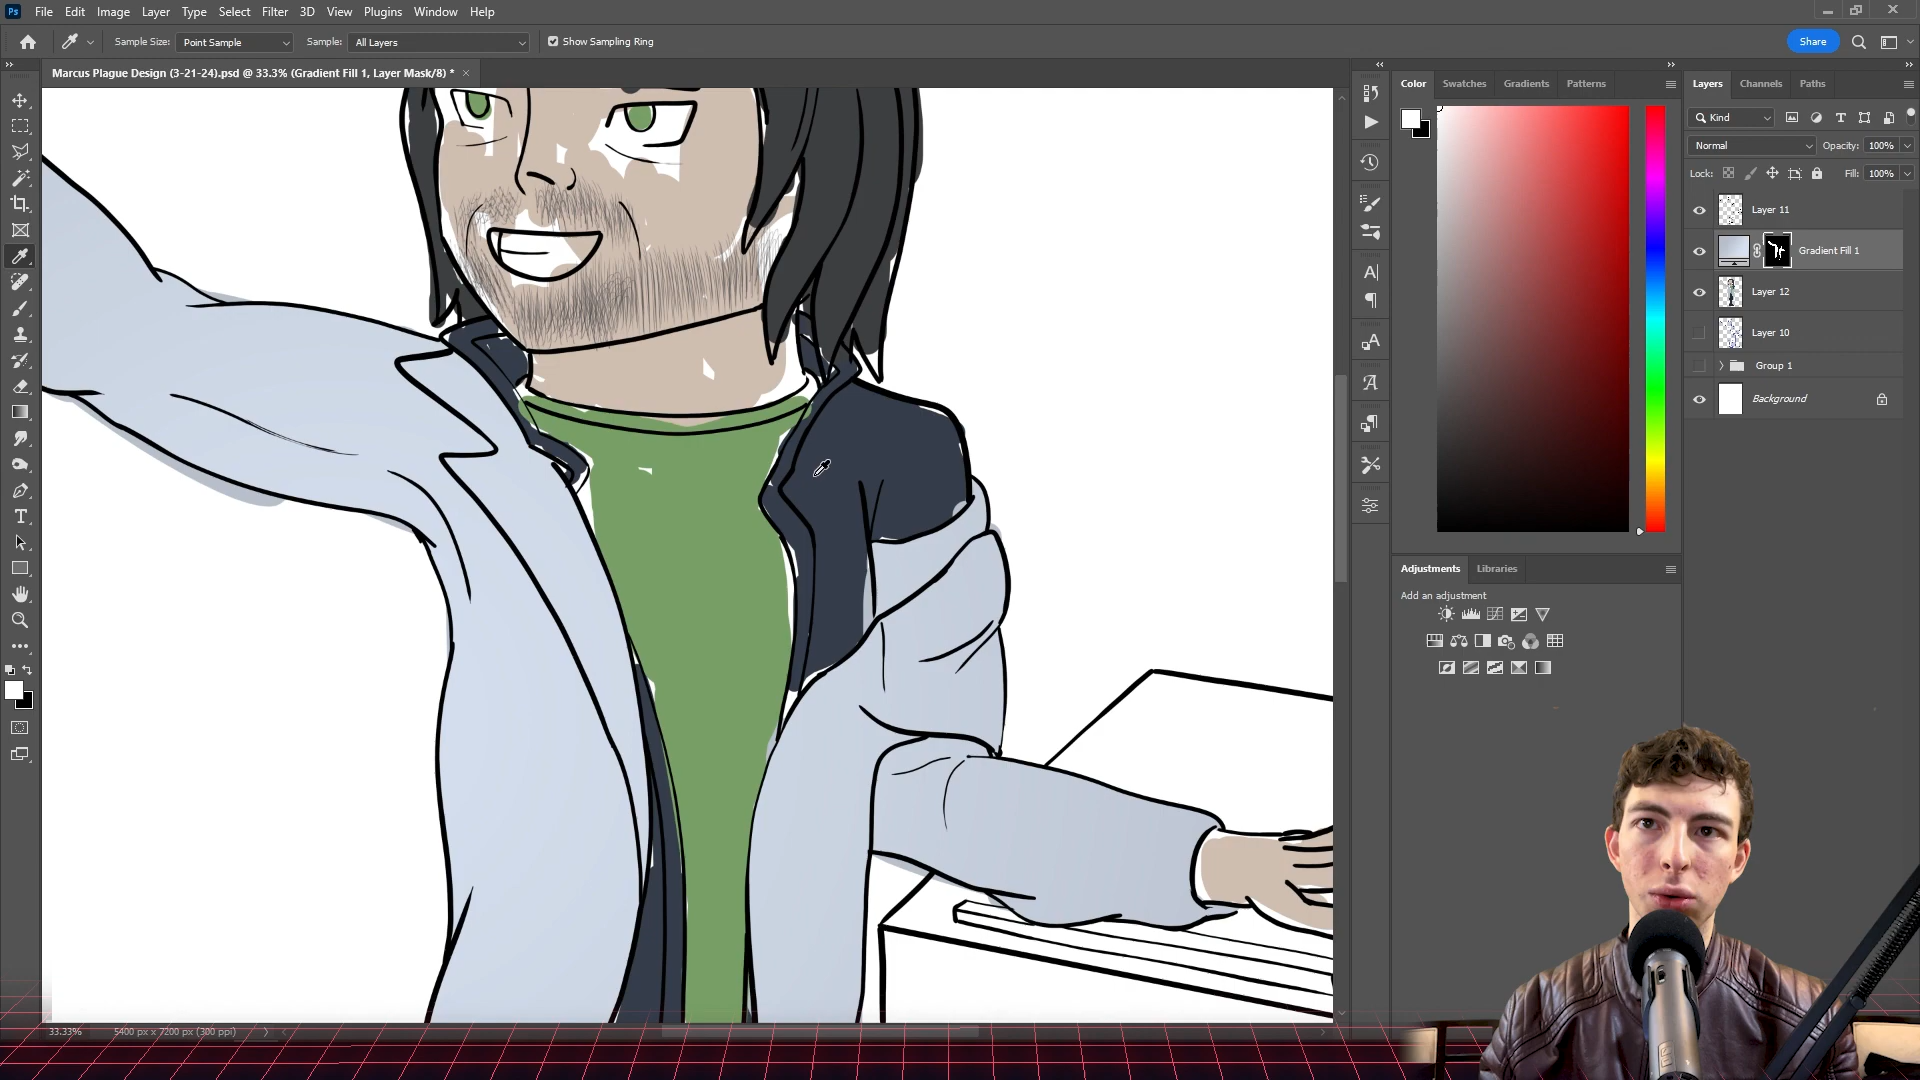 Ps File Edit Image Layer Type Select Filter 3D View Plugins Window Help
Sample Size: Point Sample Sample: All Layers Show Sampling Ring Share
Marcus Plague Design (3-21-24).psd @ 33.3% (Gradient Fill 1, Layer Mask/8) *
Color Swatches Gradients Patterns
Layers Channels Paths
Kind
Normal Opacity: 100%
Lock: Fill: 100%
Layer 11
Gradient Fill 1
Layer 12
Layer 10
Group 1
Background
Adjustments Libraries
Add an adjustment
33.33% 5400 px x 7200 px (300 ppi)